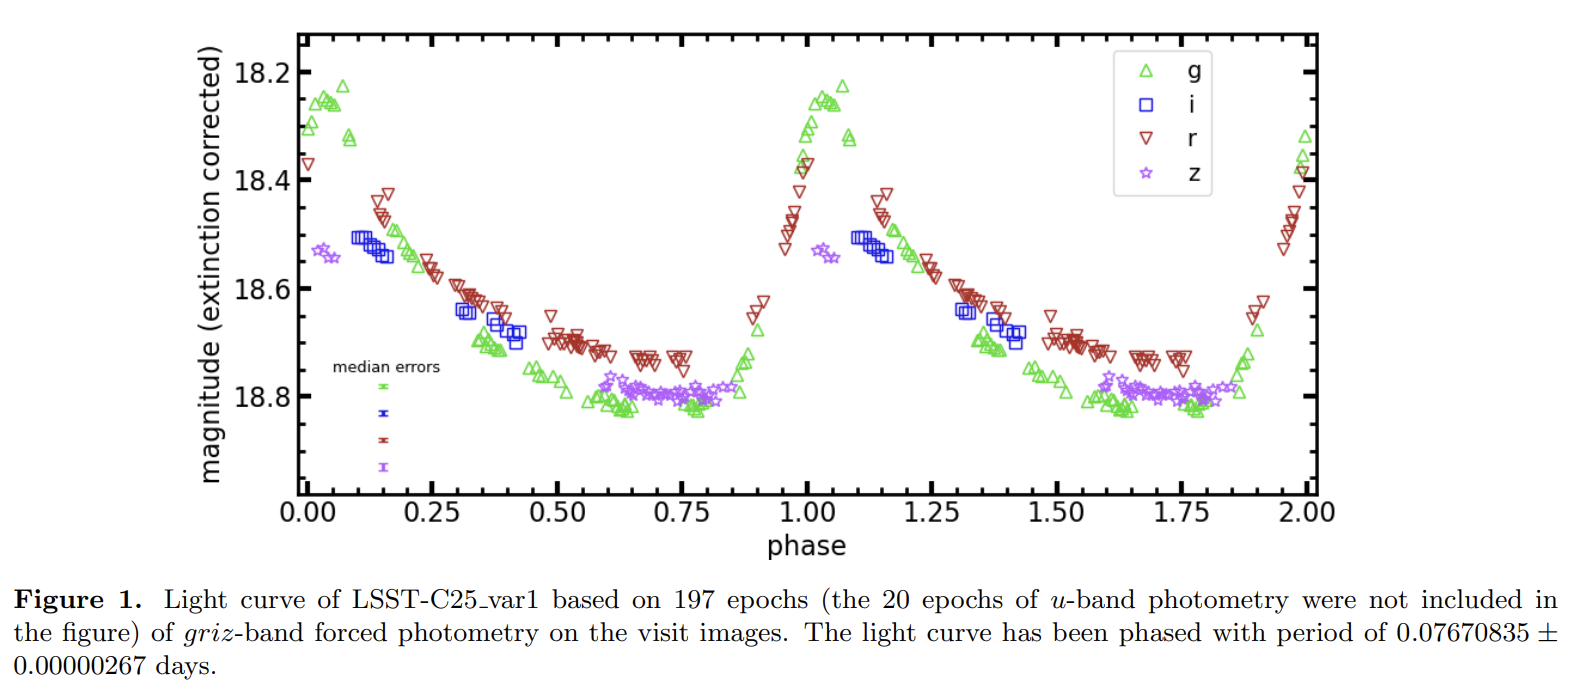 magnitude (extinction corrected)
18.2
18.4
18.6
18.8
g
i
r
z
median errors
0.00 0.25 0.50 0.75 1.00 1.25 1.50 1.75 2.00
phase
Figure 1. Light curve of LSST-C25_var1 based on 197 epochs (the 20 epochs of u-band photometry were not included in
the figure) of griz-band forced photometry on the visit images. The light curve has been phased with period of 0.07670835 ±
0.00000267 days.